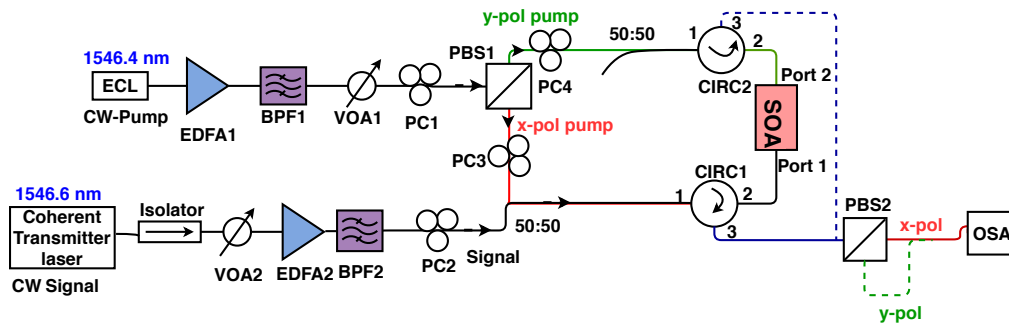 y-pol pump
3
50:50
1546.4 nm
PBS1
1
2
ECL
PC4
CIRC2
Port 2
CW-Pump
BPF1
VOA1
PC1
EDFA1
x-pol pump
SOA
PC3
Port 1
1546.6 nm
CIRC1
Isolator
1
2
PBS2
Coherent
Transmitter
laser
x-pol
OSA
50:50
3
VOA2
EDFA2
BPF2
PC2
Signal
CW Signal
y-pol